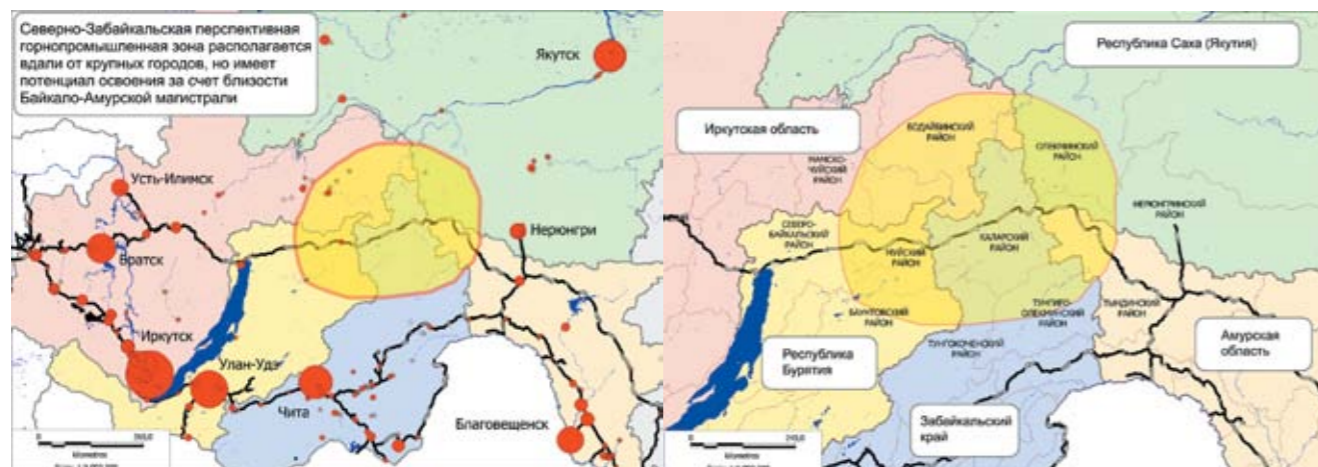 Северно-Забайкальская перспективная
горнопромышленная зона располагается
вдали от крупных городов, но имеет
потенциал освоения за счет близости
Байкало-Амурской магистрали
Якутск
Усть-Илимск
Братск
Нерюнгри
Иркутск
Улан-Удэ
Чита
Благовещенск
kilometres
Республика Саха (Якутия)
Иркутская область
БОДАЙБИНСКИЙ
РАЙОН
ОЛЕКМИНСКИЙ
РАЙОН
МАМСКО-
ЧУЙСКИЙ
РАЙОН
НЕРЮНГРИНСКИЙ
РАЙОН
СЕВЕРО-
БАЙКАЛЬСКИЙ
РАЙОН
МУЙСКИЙ
РАЙОН
КАЛАРСКИЙ
РАЙОН
БАУНТОВСКИЙ
РАЙОН
ТУНГИРО-
ОЛЕКМИНСКИЙ
РАЙОН
ТЫНДИНСКИЙ
РАЙОН
ТУНГОКОЧЕНСКИЙ
РАЙОН
Амурская
область
Республика
Бурятия
Забайкальский
край
kilometres